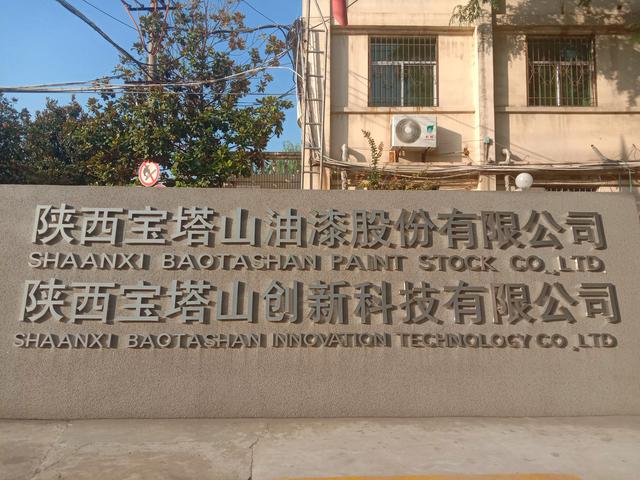 陕西宝塔山油漆股份有限公司
SHAANXI BAOTASHAN PAINT STOCK CO.,LTD
陕西宝塔山创新科技有限公司
SHAANXI BAOTASHAN INNOVATION TECHNOLOGY CO.,LTD